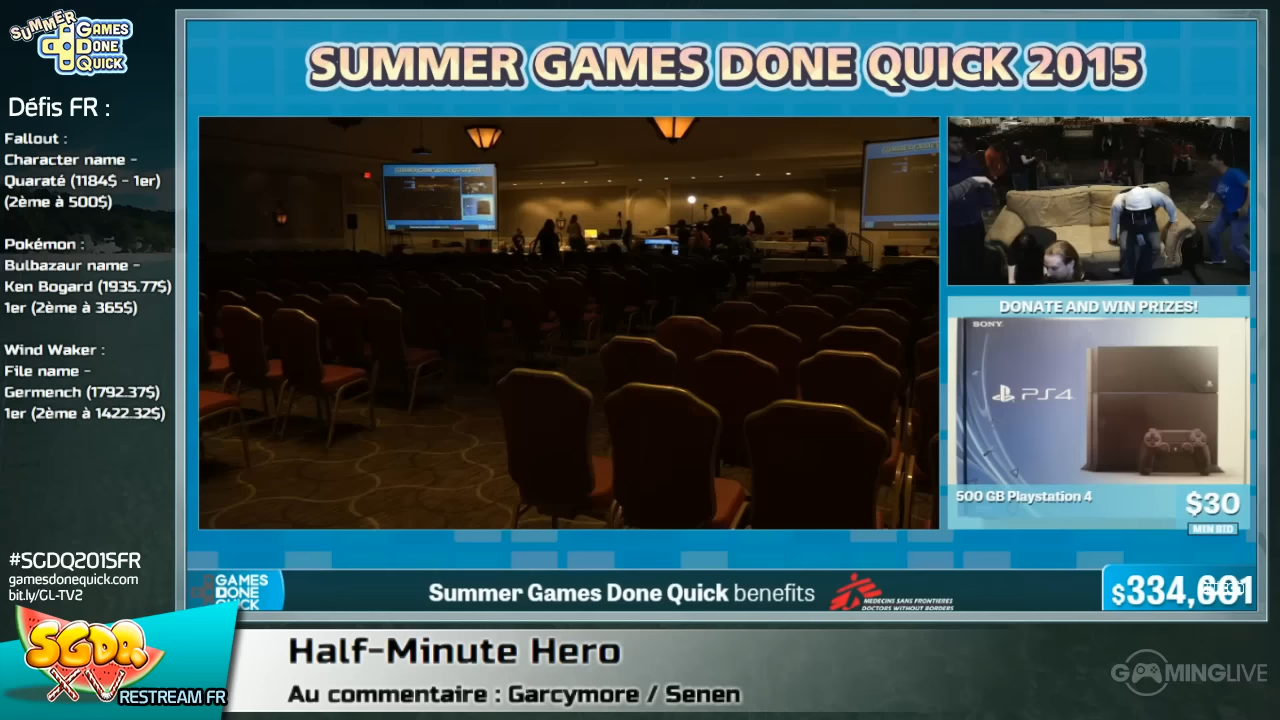 SUMMER
GAMES
DONE
QUICK
Défis FR :
Fallout :
Character name -
Quaraté (1184$ - 1er)
(2ème à 500$)
Pokémon :
Bulbazaur name -
Ken Bogard (1935.77$)
1er (2ème à 365$)
Wind Waker :
File name -
Germench (1792.37$)
1er (2ème à 1422.32$)
#SGDQ2015FR
gamesdonequick.com
bit.ly/GL-TV2
SGDQ
XV
RESTREAM FR
SUMMER GAMES DONE QUICK 2015
DONATE AND WIN PRIZES!
SONY
PS4
500 GB Playstation 4
$30
MIN BID
GAMES
DONE
QUICK
Summer Games Done Quick benefits
MEDECINS SANS FRONTIERES
DOCTORS WITHOUT BORDERS
$334,601
Half-Minute Hero
Au commentaire : Garcymore / Senen
GAMINGLIVE